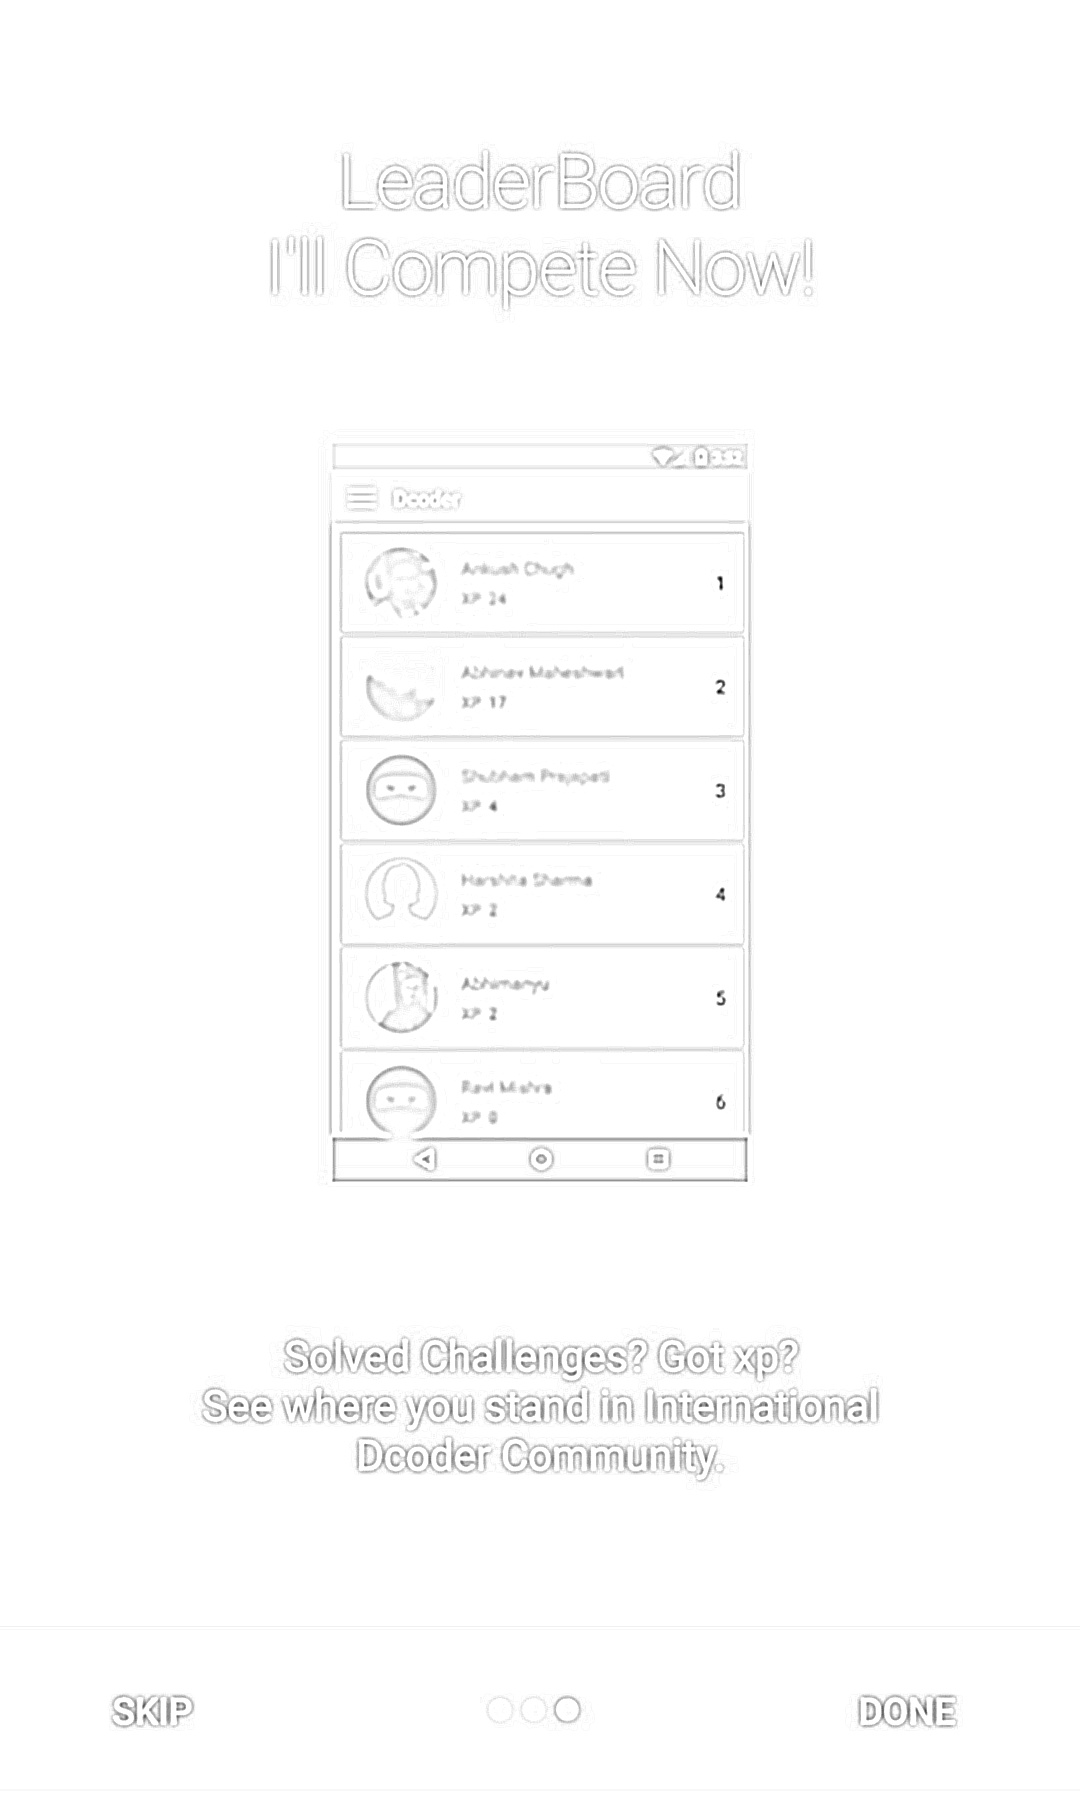 LeaderBoard
I'll Compete Now!
3:52
Dcoder
Ankush Chugh
XP 24
1
Abhinav Maheshwari
XP 17
2
Shubham Prajapati
XP 4
3
Harshita Sharma
XP 2
4
Abhimanyu
XP 2
5
Ravi Mishra
XP 0
6
Solved Challenges? Got xp?
See where you stand in International
Dcoder Community.
SKIP
DONE